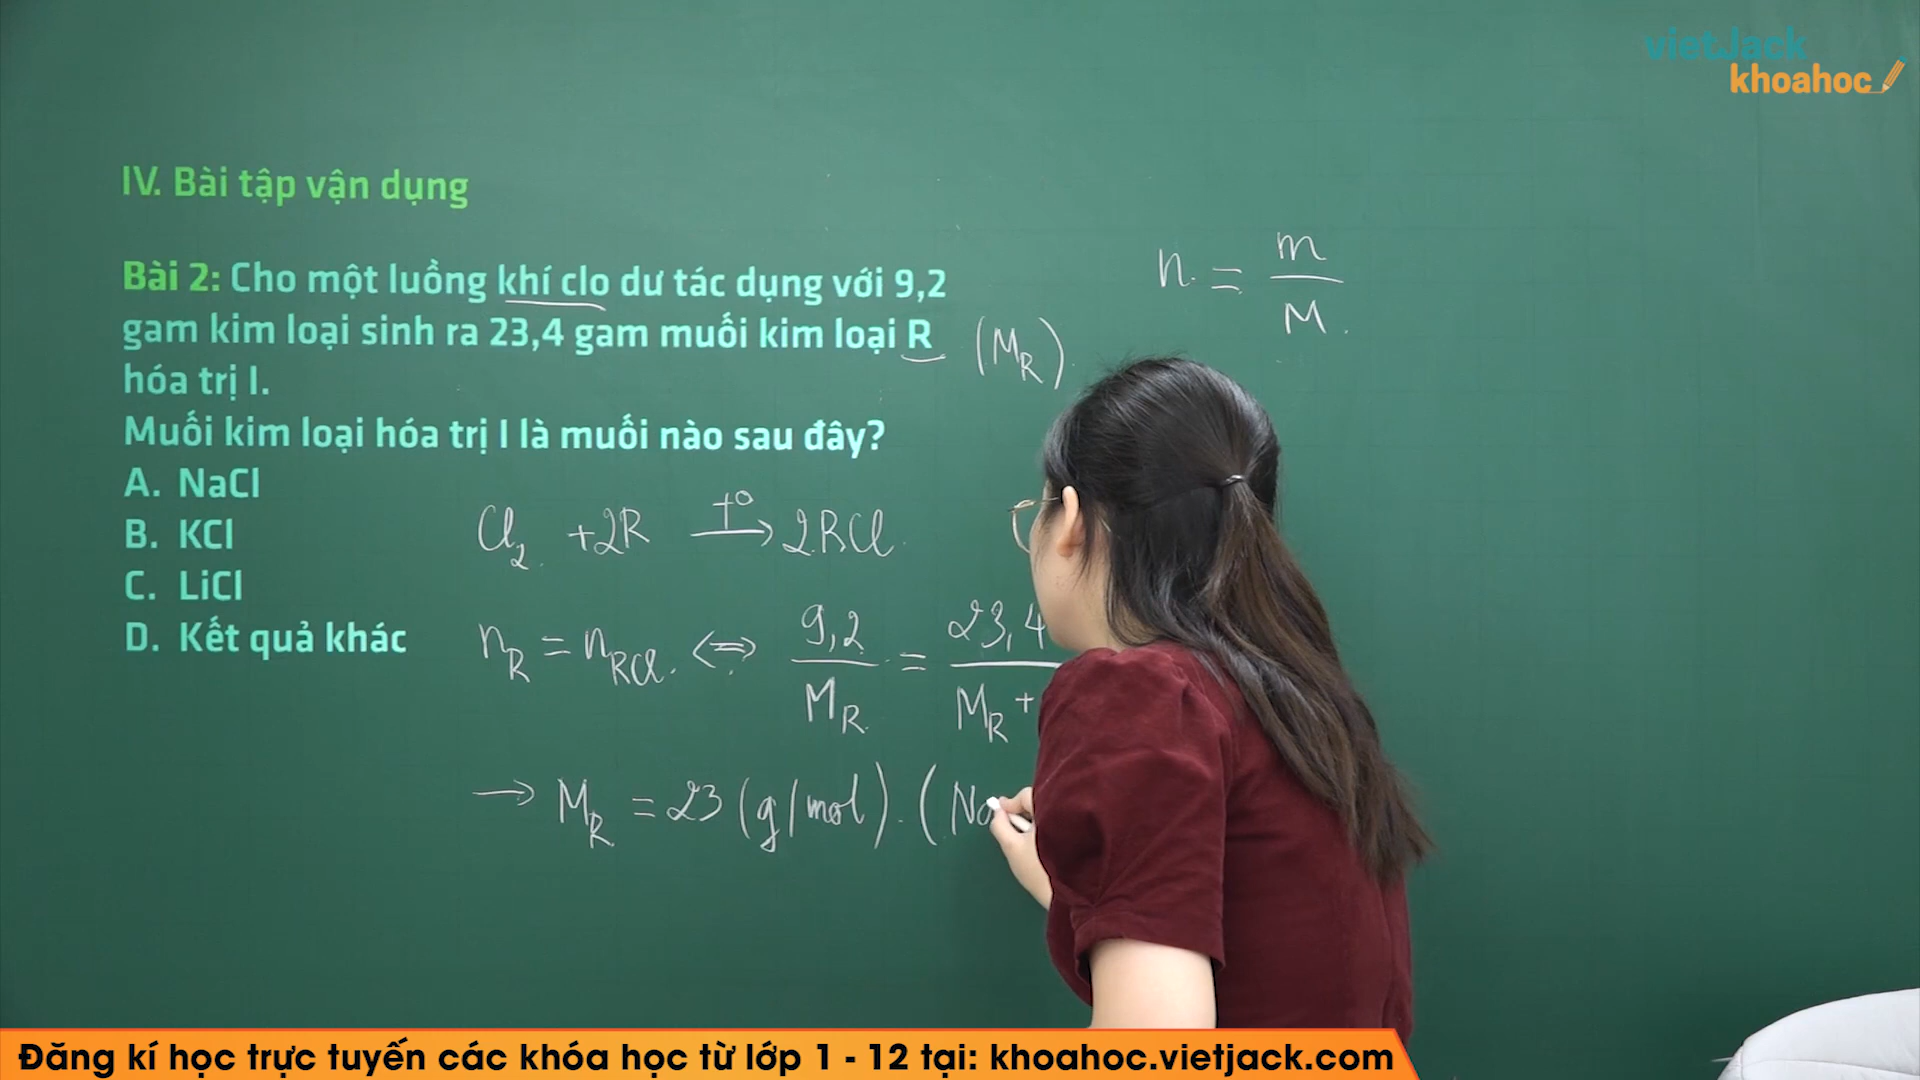 vietJack
khoahoc
IV. Bài tập vận dụng
Bài 2: Cho một luồng khí clo dư tác dụng với 9,2
gam kim loại sinh ra 23,4 gam muối kim loại R
hóa trị I.
Muối kim loại hóa trị I là muối nào sau đây?
A. NaCl
B. KCl
C. LiCl
D. Kết quả khác
(M_R)
n = m/M
Cl₂ + 2R →(t°) 2RCl
n_R = n_RCl <=> 9,2/M_R = 23,4/M_R +
→ M_R = 23 (g/mol). (Na
Đăng kí học trực tuyến các khóa học từ lớp 1 - 12 tại: khoahoc.vietjack.com